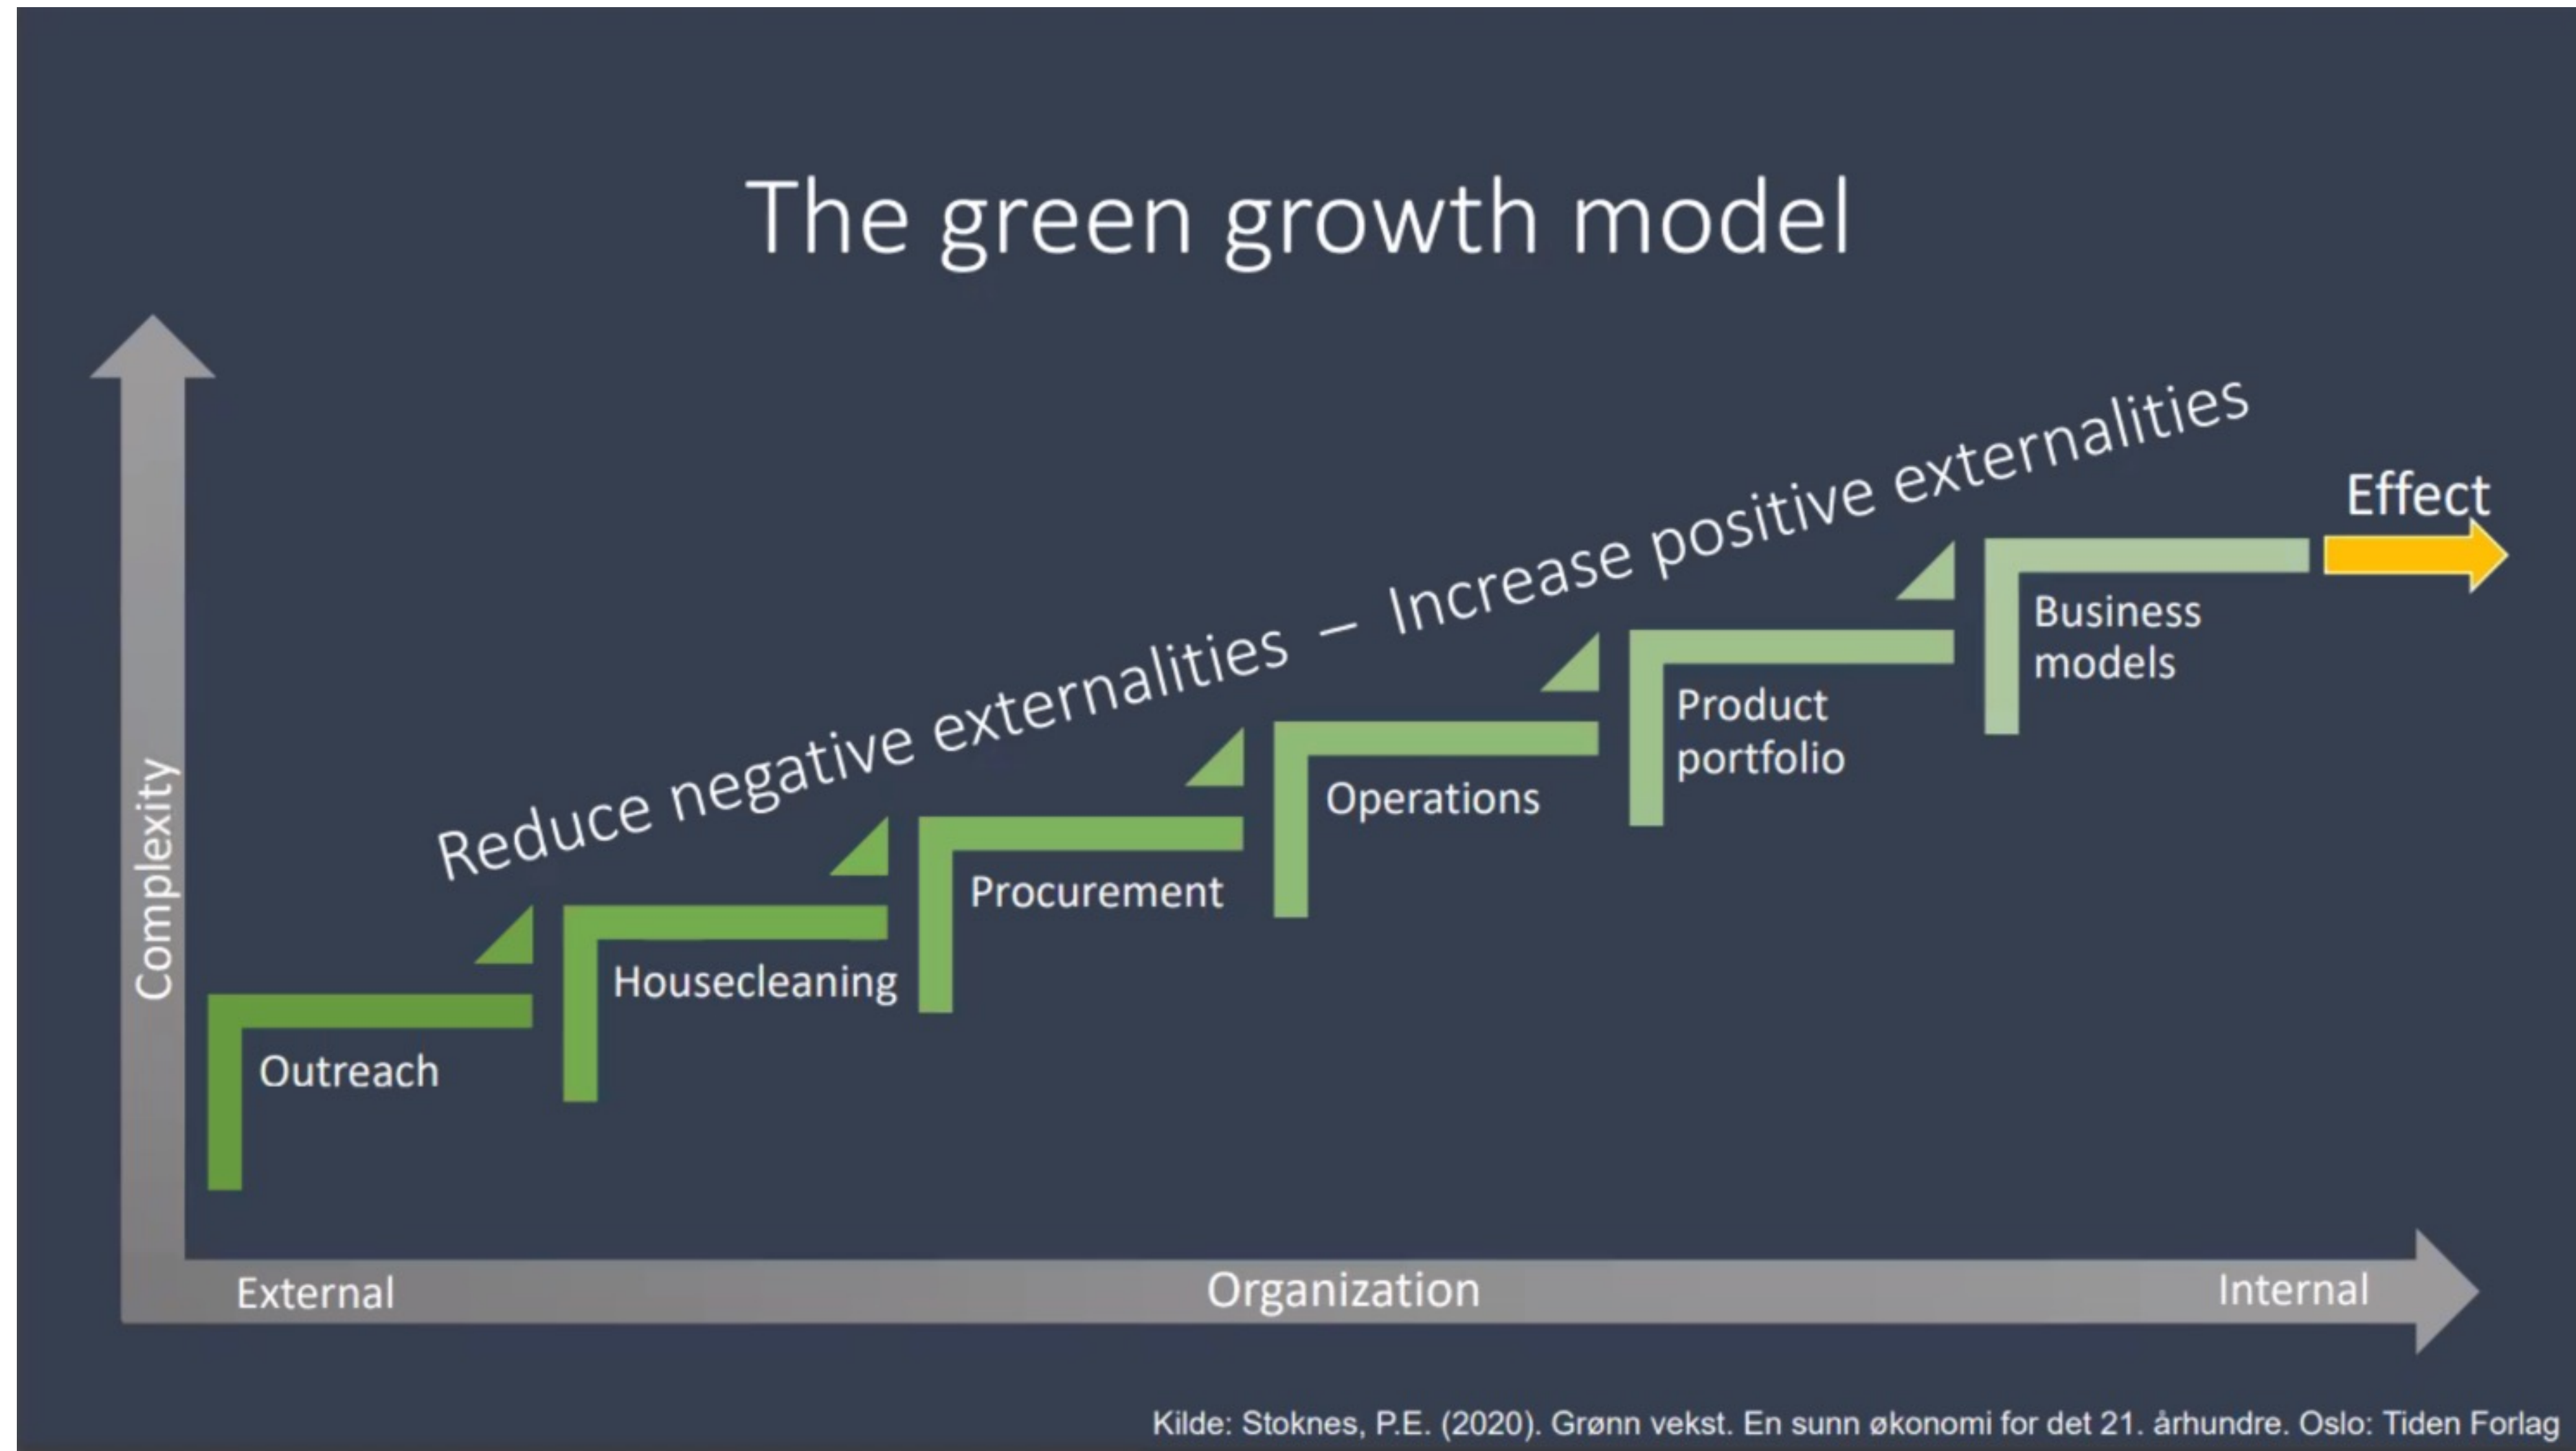 The green growth model
Reduce negative externalities – Increase positive externalities
Effect
Business
models
Product
portfolio
Operations
Procurement
Housecleaning
Outreach
Complexity
External
Organization
Internal
Kilde: Stoknes, P.E. (2020). Grønn vekst. En sunn økonomi for det 21. århundre. Oslo: Tiden Forlag